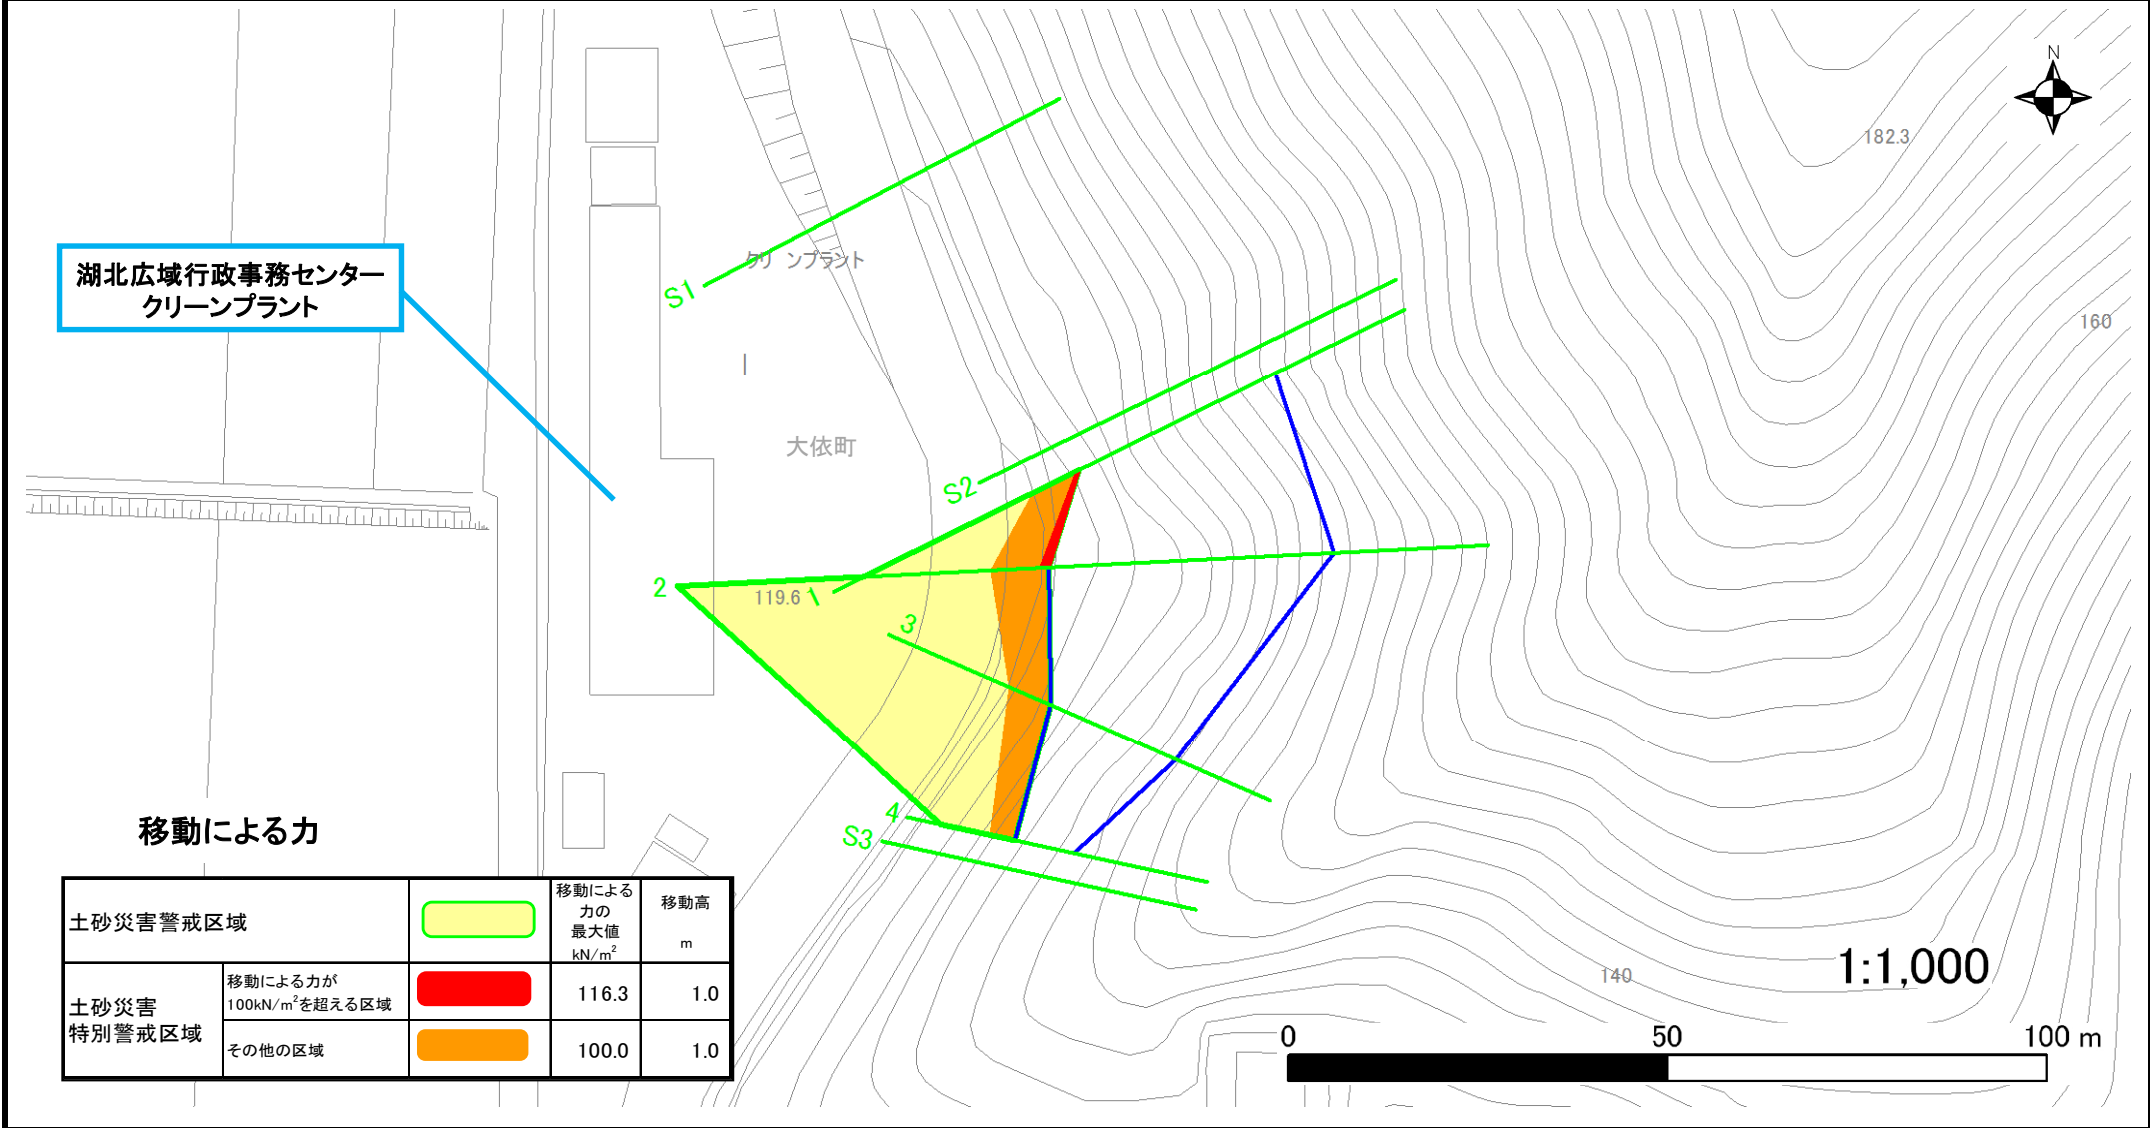 N
182.3
クリーンプラント
S1
湖北広域行政事務センター
クリーンプラント
160
大依町
S2
2
119.6
1
3
4
S3
移動による力
土砂災害警戒区域
移動による
力の
最大値
kN/m²
移動高
m
土砂災害
特別警戒区域
移動による力が
100kN/m²を超える区域
116.3
1.0
その他の区域
100.0
1.0
140
1:1,000
0
50
100 m